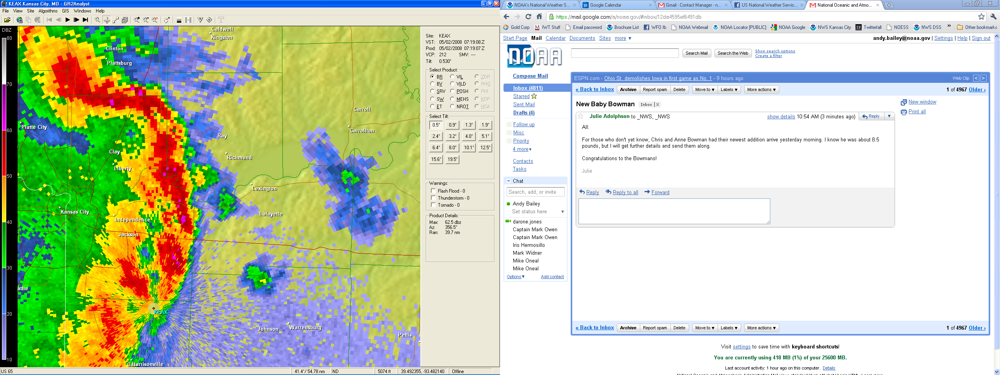 KEAX Kansas City, MO - GR2Analyst
File View Site Algorithms GIS Windows Help
DBZ
80
70
60
50
40
30
20
10
Caldwell
Kingston
Clinton
Plattsburg
Platte City
Carroll
Carrollton
Ray
Richmond
Clay
Liberty
Lexington
Kansas City
Independence
Lafayette
Jackson
athe
KEAX
Johnson
Warrensburg
Pettis
Harrisonville
Site: KEAX
VST: 05/02/2008 07:19:08 Z
Prod: 05/02/2008 07:19:07 Z
VCP: 212 SMV: ----
Tilt: 0.530°
Select Product:
BR VIL ZDR
BV VILD RHO
SRV POSH PHI
SW MEHS KDP
ET NROT HCA
Select Tilt:
0.5° 0.9° 1.3° 1.9°
2.4° 3.2° 4.0° 5.1°
6.4° 8.0° 10.1° 12.5°
15.6° 19.5°
Warnings:
Flash Flood - 0
Thunderstorm - 0
Tornado - 0
Product Details:
Max: 62.5 dbz
Az: 356.5°
Ran: 39.7 nm
US 65 41.4°/ 54.78 nm ND 5074 ft 39.492355, -93.482140 Offline
NOAA's National Weather S... Google Calendar Gmail - Contact Manager - n... US National Weather Servic... National Oceanic and Atmo...
https://mail.google.com/a/noaa.gov/#inbox/12da4595ef6491db
Gold Corp IWT Stuff Email password Brochure List WFO fb NOAA Webmail NOAA Locator [PUBLIC] NOAA Google NWS Kansas City TF Twitterfall NOESS NWS DSS » Other bookmarks
Start Page Mail Calendar Documents Sites more ▼
andy.bailey@noaa.gov | Settings | Help | Sign out
NOAA
Search Mail Search the Web Show search options
Create a filter
Compose Mail
Inbox (4811)
Starred
Sent Mail
Drafts (4)
Follow up
Misc
Priority
4 more▼
Contacts
Tasks
Chat
Search, add, or invite
Andy Bailey
Set status here
darone.jones
Captain Mark Owen
Captain Mark Owen
Iris Hermosillo
Mark Widner
Mike Oneal
Mike Oneal
Options▼ Add contact
ESPN.com - Ohio St. demolishes Iowa in first game as No. 1 - 9 hours ago Web Clip < >
« Back to Inbox Archive Report spam Delete Move to ▼ Labels ▼ More actions ▼ 1 of 4967 Older ›
New Baby Bowman Inbox | X
New window
Print all
Julie Adolphson to _NWS, _NWS show details 10:54 AM (3 minutes ago) Reply ▼
All:
For those who don't yet know, Chris and Anne Bowman had their newest addition arrive yesterday morning. I know he was about 8.5
pounds, but I will get further details and send them along.
Congratulations to the Bowmans!
Julie
Reply Reply to all Forward
« Back to Inbox Archive Report spam Delete Move to ▼ Labels ▼ More actions ▼ 1 of 4967 Older ›
Visit settings to save time with keyboard shortcuts!
You are currently using 418 MB (1%) of your 25600 MB.
Last account activity: 1 hour ago on this computer. Details